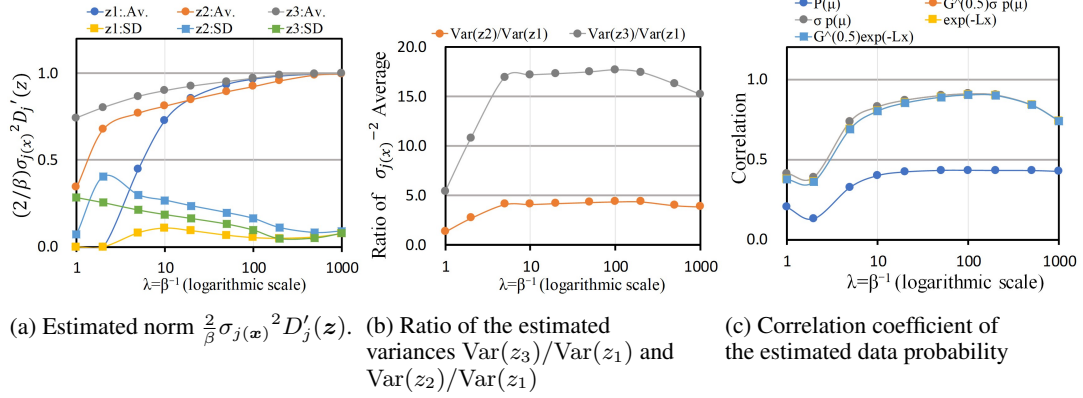 z1:.Av.
z2:Av.
z3:Av.
z1:SD
z2:SD
z3:SD
(2/β)σj(x)²Dj′(z)
1.0
0.5
0.0
1
10
100
1000
λ=β⁻¹ (logarithmic scale)
(a) Estimated norm 2/β σj(x)²D′j(z).
Var(z2)/Var(z1)
Var(z3)/Var(z1)
Ratio of σj(x)⁻² Average
20.0
15.0
10.0
5.0
0.0
1
10
100
1000
λ=β⁻¹ (logarithmic scale)
(b) Ratio of the estimated
variances Var(z3)/Var(z1) and
Var(z2)/Var(z1)
P(μ)
G^(0.5)σ p(μ)
σ p(μ)
exp(-Lx)
G^(0.5)exp(-Lx)
Correlation
1.0
0.5
0.0
1
10
100
1000
λ=β⁻¹ (logarithmic scale)
(c) Correlation coefficient of
the estimated data probability